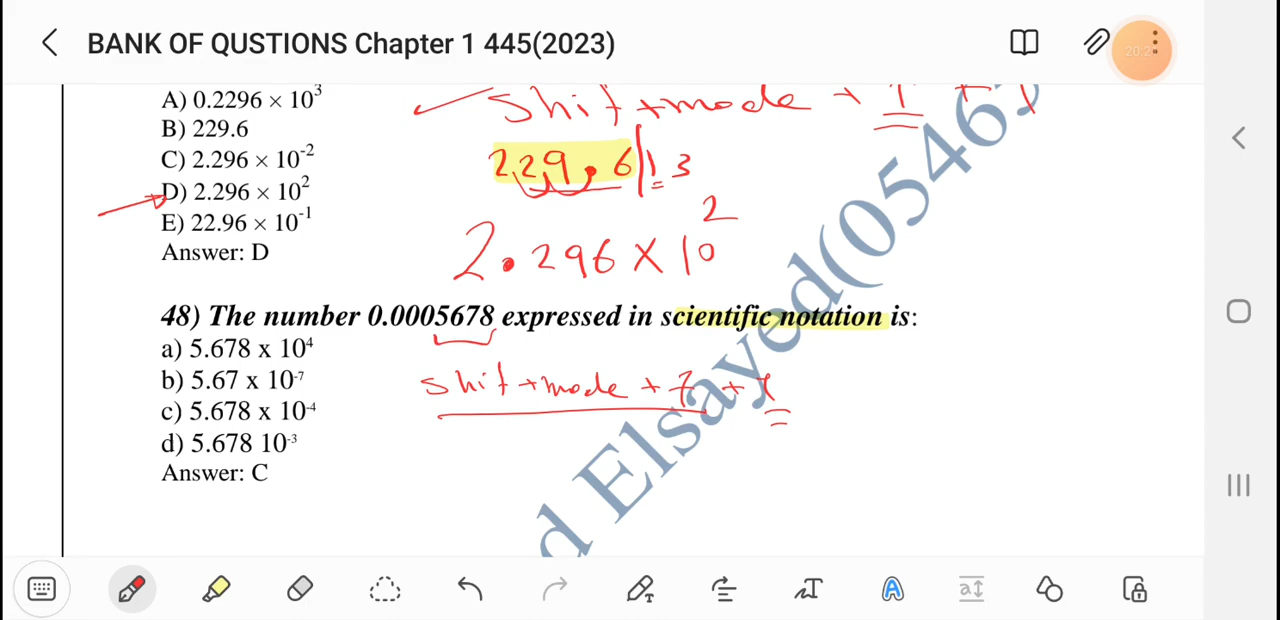 BANK OF QUSTIONS Chapter 1 445(2023)
A) 0.2296 × 10³
shift + mode +
B) 229.6
229.6|13
C) 2.296 × 10⁻²
D) 2.296 × 10²
E) 22.96 × 10⁻¹
2.296 × 10²
Answer: D
48) The number 0.0005678 expressed in scientific notation is:
a) 5.678 x 10⁴
b) 5.67 x 10⁻⁷
shift + mode + 7 +
c) 5.678 x 10⁻⁴
d) 5.678 10⁻³
Answer: C
d Elsayed(0546